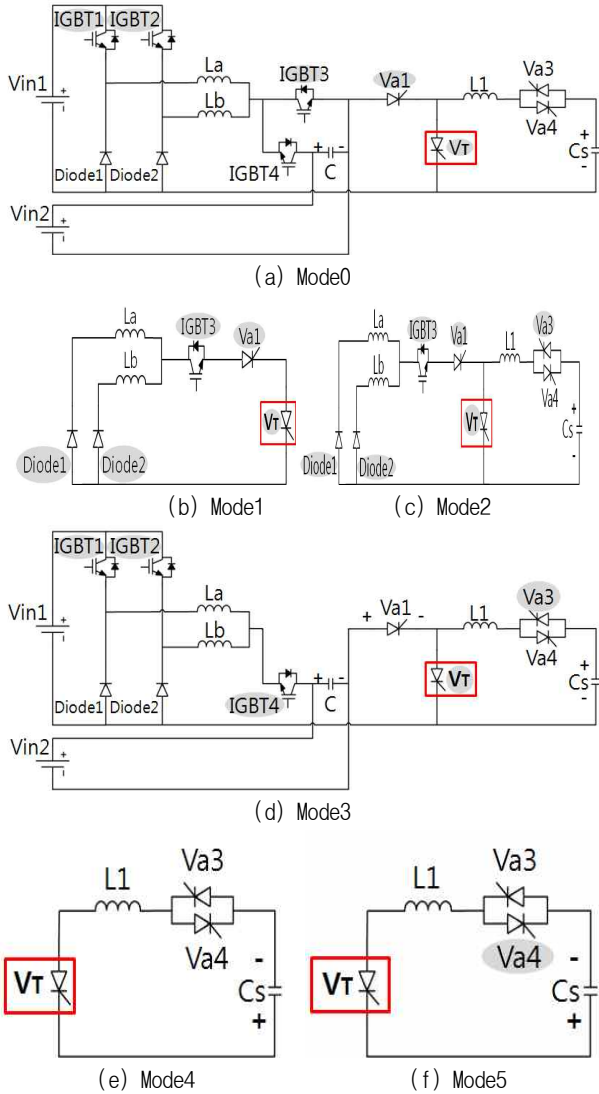 IGBT1 IGBT2
Vin1
La
Lb
IGBT3
Va1
L1
Va3
Va4
+
Cs
-
VT
IGBT4
+ -
C
Diode1 Diode2
Vin2
(a) Mode0
La
Lb
IGBT3
Va1
VT
Diode1 Diode2
(b) Mode1
La
Lb
IGBT3
Va1
L1
Va3
Va4
+
Cs
-
VT
Diode1 Diode2
(c) Mode2
IGBT1 IGBT2
Vin1
La
Lb
+ Va1 -
L1
Va3
Va4
+
Cs
-
VT
IGBT4
+ -
C
Diode1 Diode2
Vin2
(d) Mode3
L1
Va3
Va4
-
Cs
+
VT
(e) Mode4
L1
Va3
Va4
-
Cs
+
VT
(f) Mode5